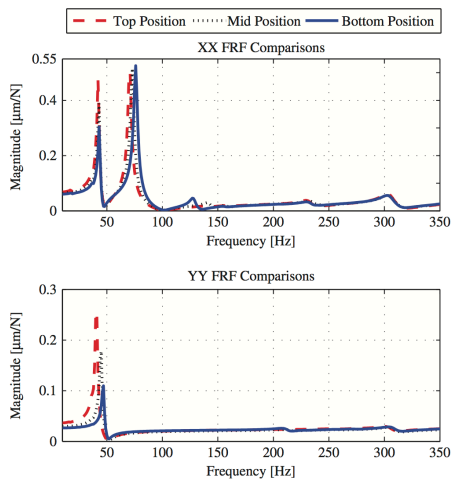 Top Position Mid Position Bottom Position
XX FRF Comparisons
0.55
0.4
0.2
0
Magnitude [µm/N]
50 100 150 200 250 300 350
Frequency [Hz]
YY FRF Comparisons
0.3
0.2
0.1
0
Magnitude [µm/N]
50 100 150 200 250 300 350
Frequency [Hz]